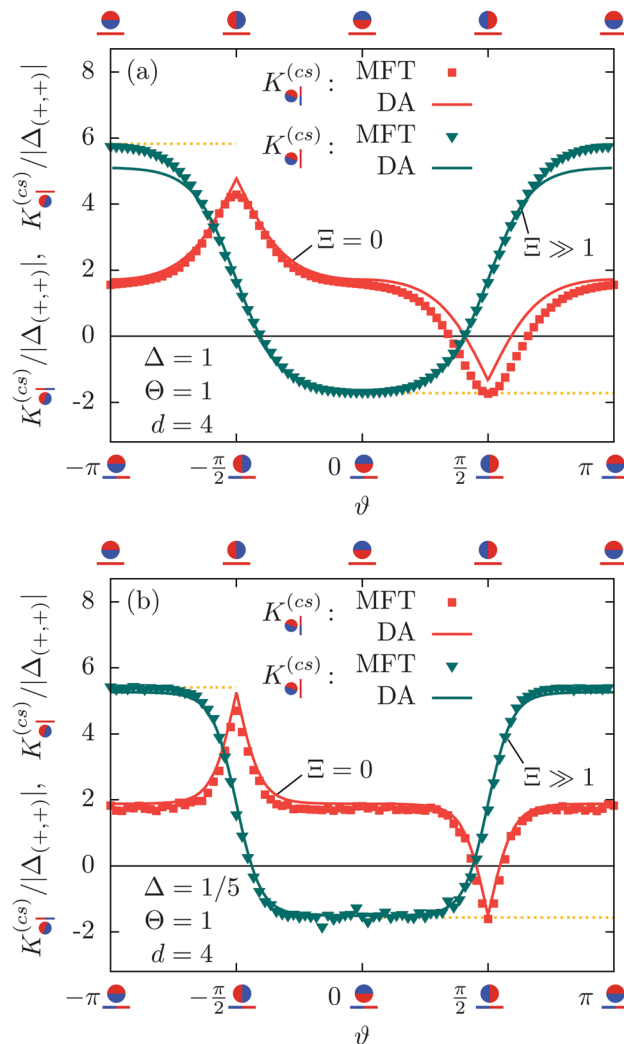 (a)
K^{(cs)} : MFT
DA
K^{(cs)} : MFT
DA
Ξ = 0
Ξ ≫ 1
Δ = 1
Θ = 1
d = 4
8
6
4
2
0
-2
K^{(cs)}/|Δ_{(+,+)}|, K^{(cs)}/|Δ_{(+,+)}|
−π
−π/2
0
π/2
π
ϑ
(b)
K^{(cs)} : MFT
DA
K^{(cs)} : MFT
DA
Ξ = 0
Ξ ≫ 1
Δ = 1/5
Θ = 1
d = 4
8
6
4
2
0
-2
K^{(cs)}/|Δ_{(+,+)}|, K^{(cs)}/|Δ_{(+,+)}|
−π
−π/2
0
π/2
π
ϑ